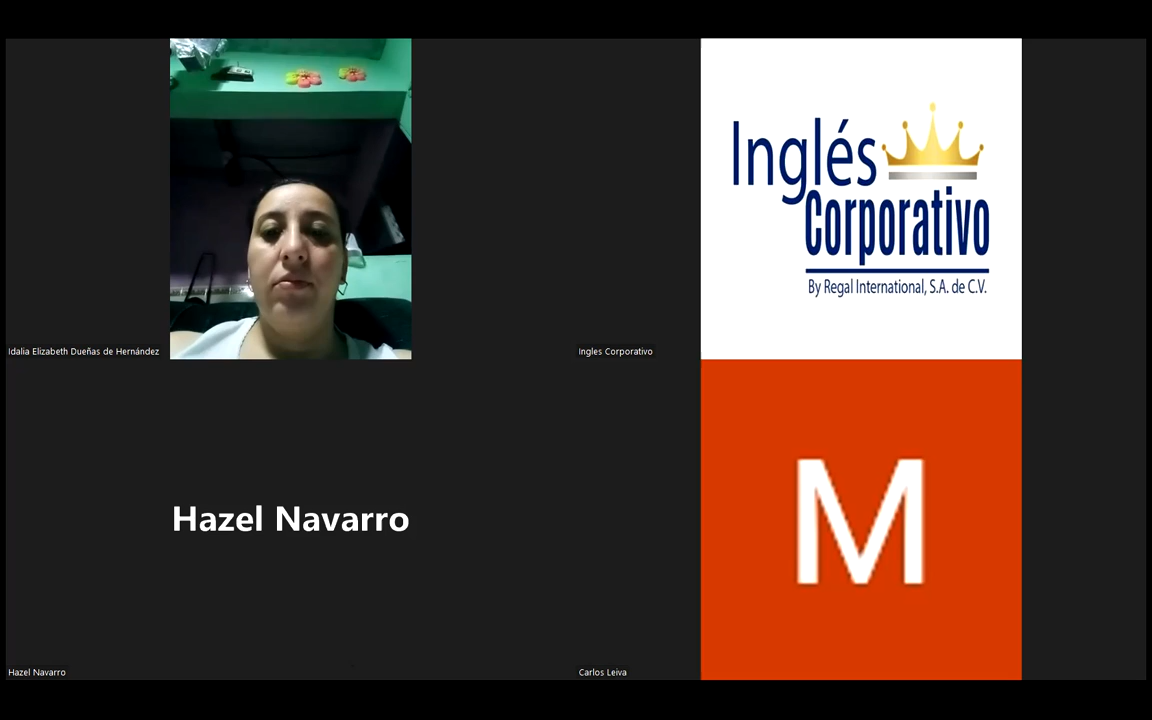 Inglés
Corporativo
By Regal International, S.A. de C.V.
Idalia Elizabeth Dueñas de Hernández
Ingles Corporativo
Hazel Navarro
M
Hazel Navarro
Carlos Leiva